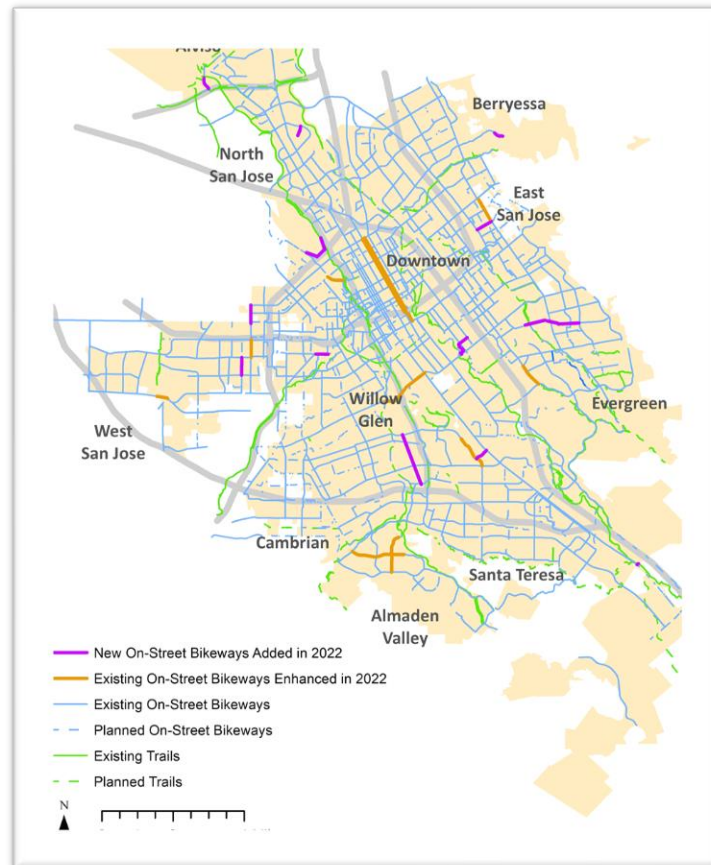 Alviso
Berryessa
North
San Jose
East
San Jose
Downtown
Willow
Glen
Evergreen
West
San Jose
Cambrian
Santa Teresa
Almaden
Valley
New On-Street Bikeways Added in 2022
Existing On-Street Bikeways Enhanced in 2022
Existing On-Street Bikeways
Planned On-Street Bikeways
Existing Trails
Planned Trails
N